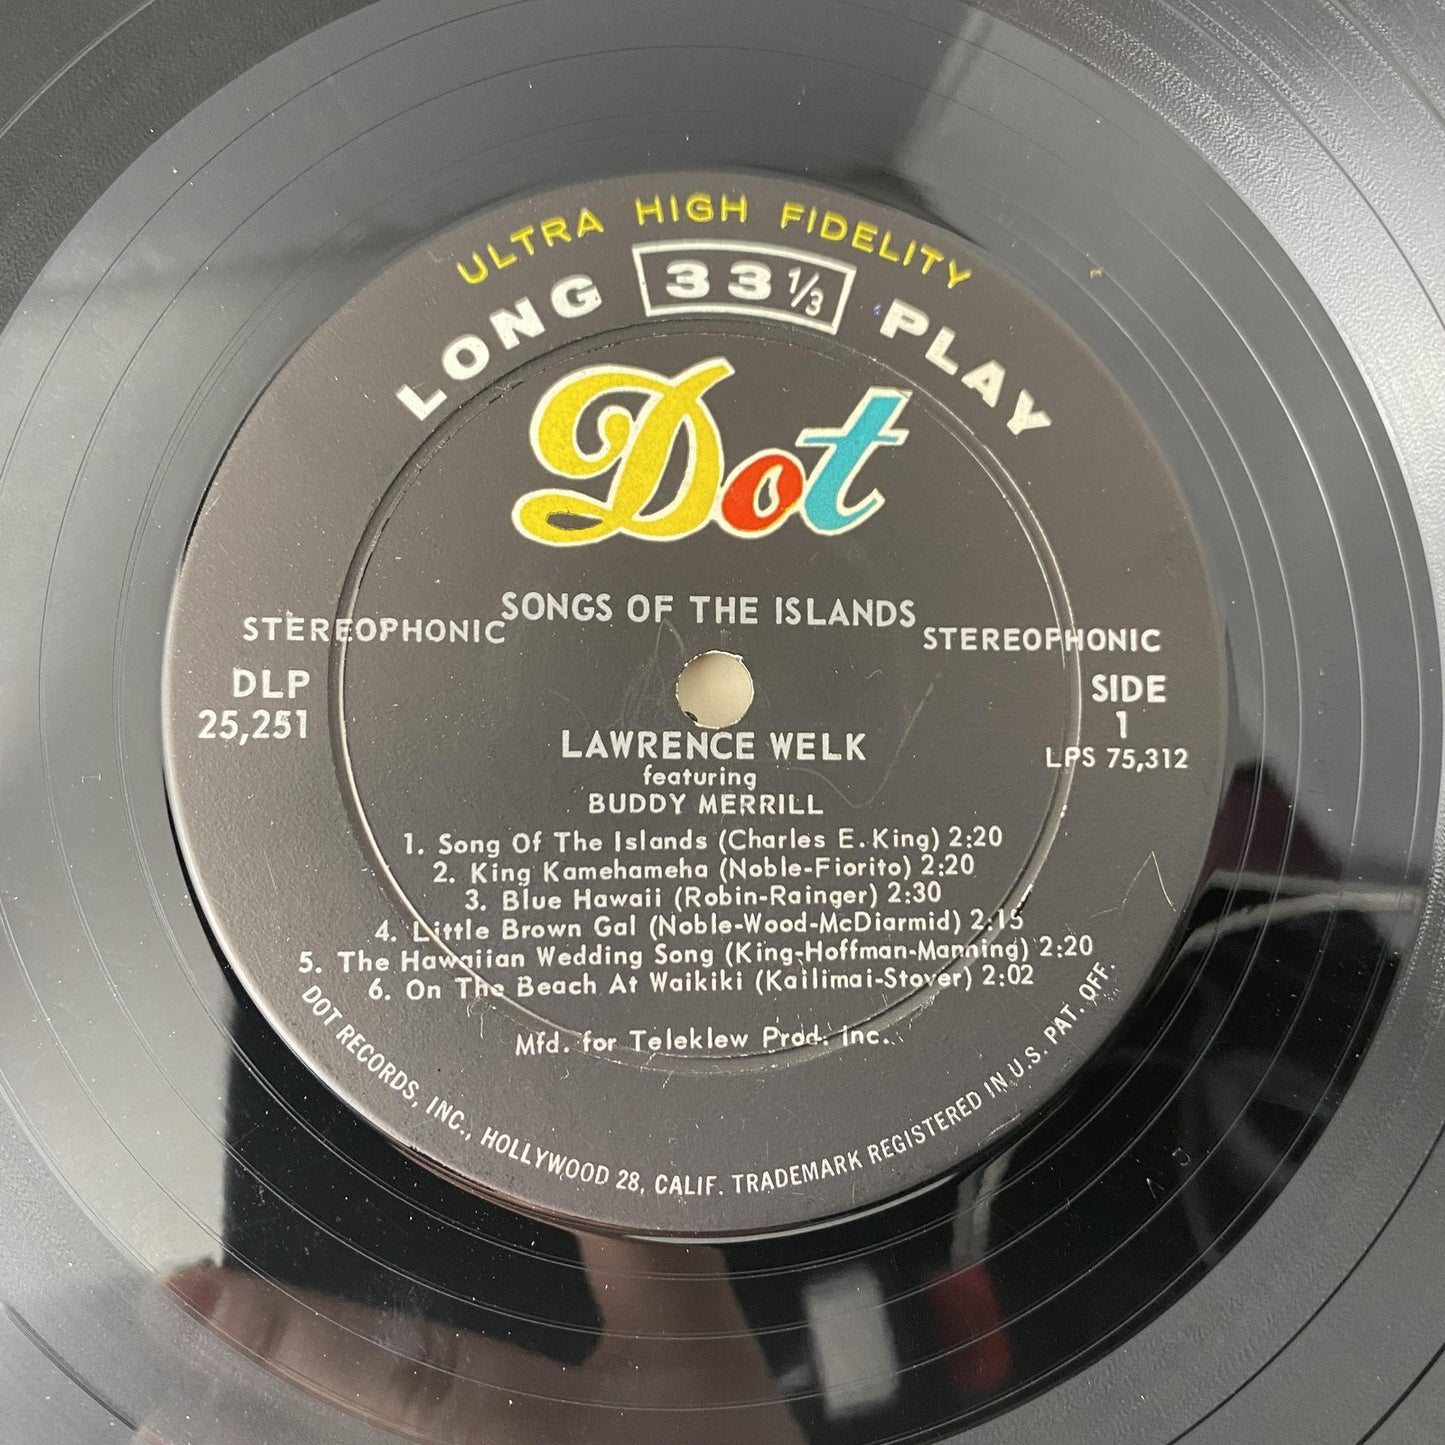 ULTRA HIGH FIDELITY
LONG 33 1/3 PLAY
Dot
SONGS OF THE ISLANDS
STEREOPHONIC
STEREOPHONIC
DLP
25,251
SIDE
1
LPS 75,312
LAWRENCE WELK
featuring
BUDDY MERRILL
1. Song Of The Islands (Charles E. King) 2:20
2. King Kamehameha (Noble-Fiorito) 2:20
3. Blue Hawaii (Robin-Rainger) 2:30
4. Little Brown Gal (Noble-Wood-McDiarmid) 2:15
5. The Hawaiian Wedding Song (King-Hoffman-Manning) 2:20
6. On The Beach At Waikiki (Kailimai-Stover) 2:02
Mfd. for Teleklew Prod. Inc.
DOT RECORDS, INC., HOLLYWOOD 28, CALIF. TRADEMARK REGISTERED IN U.S. PAT. OFF.